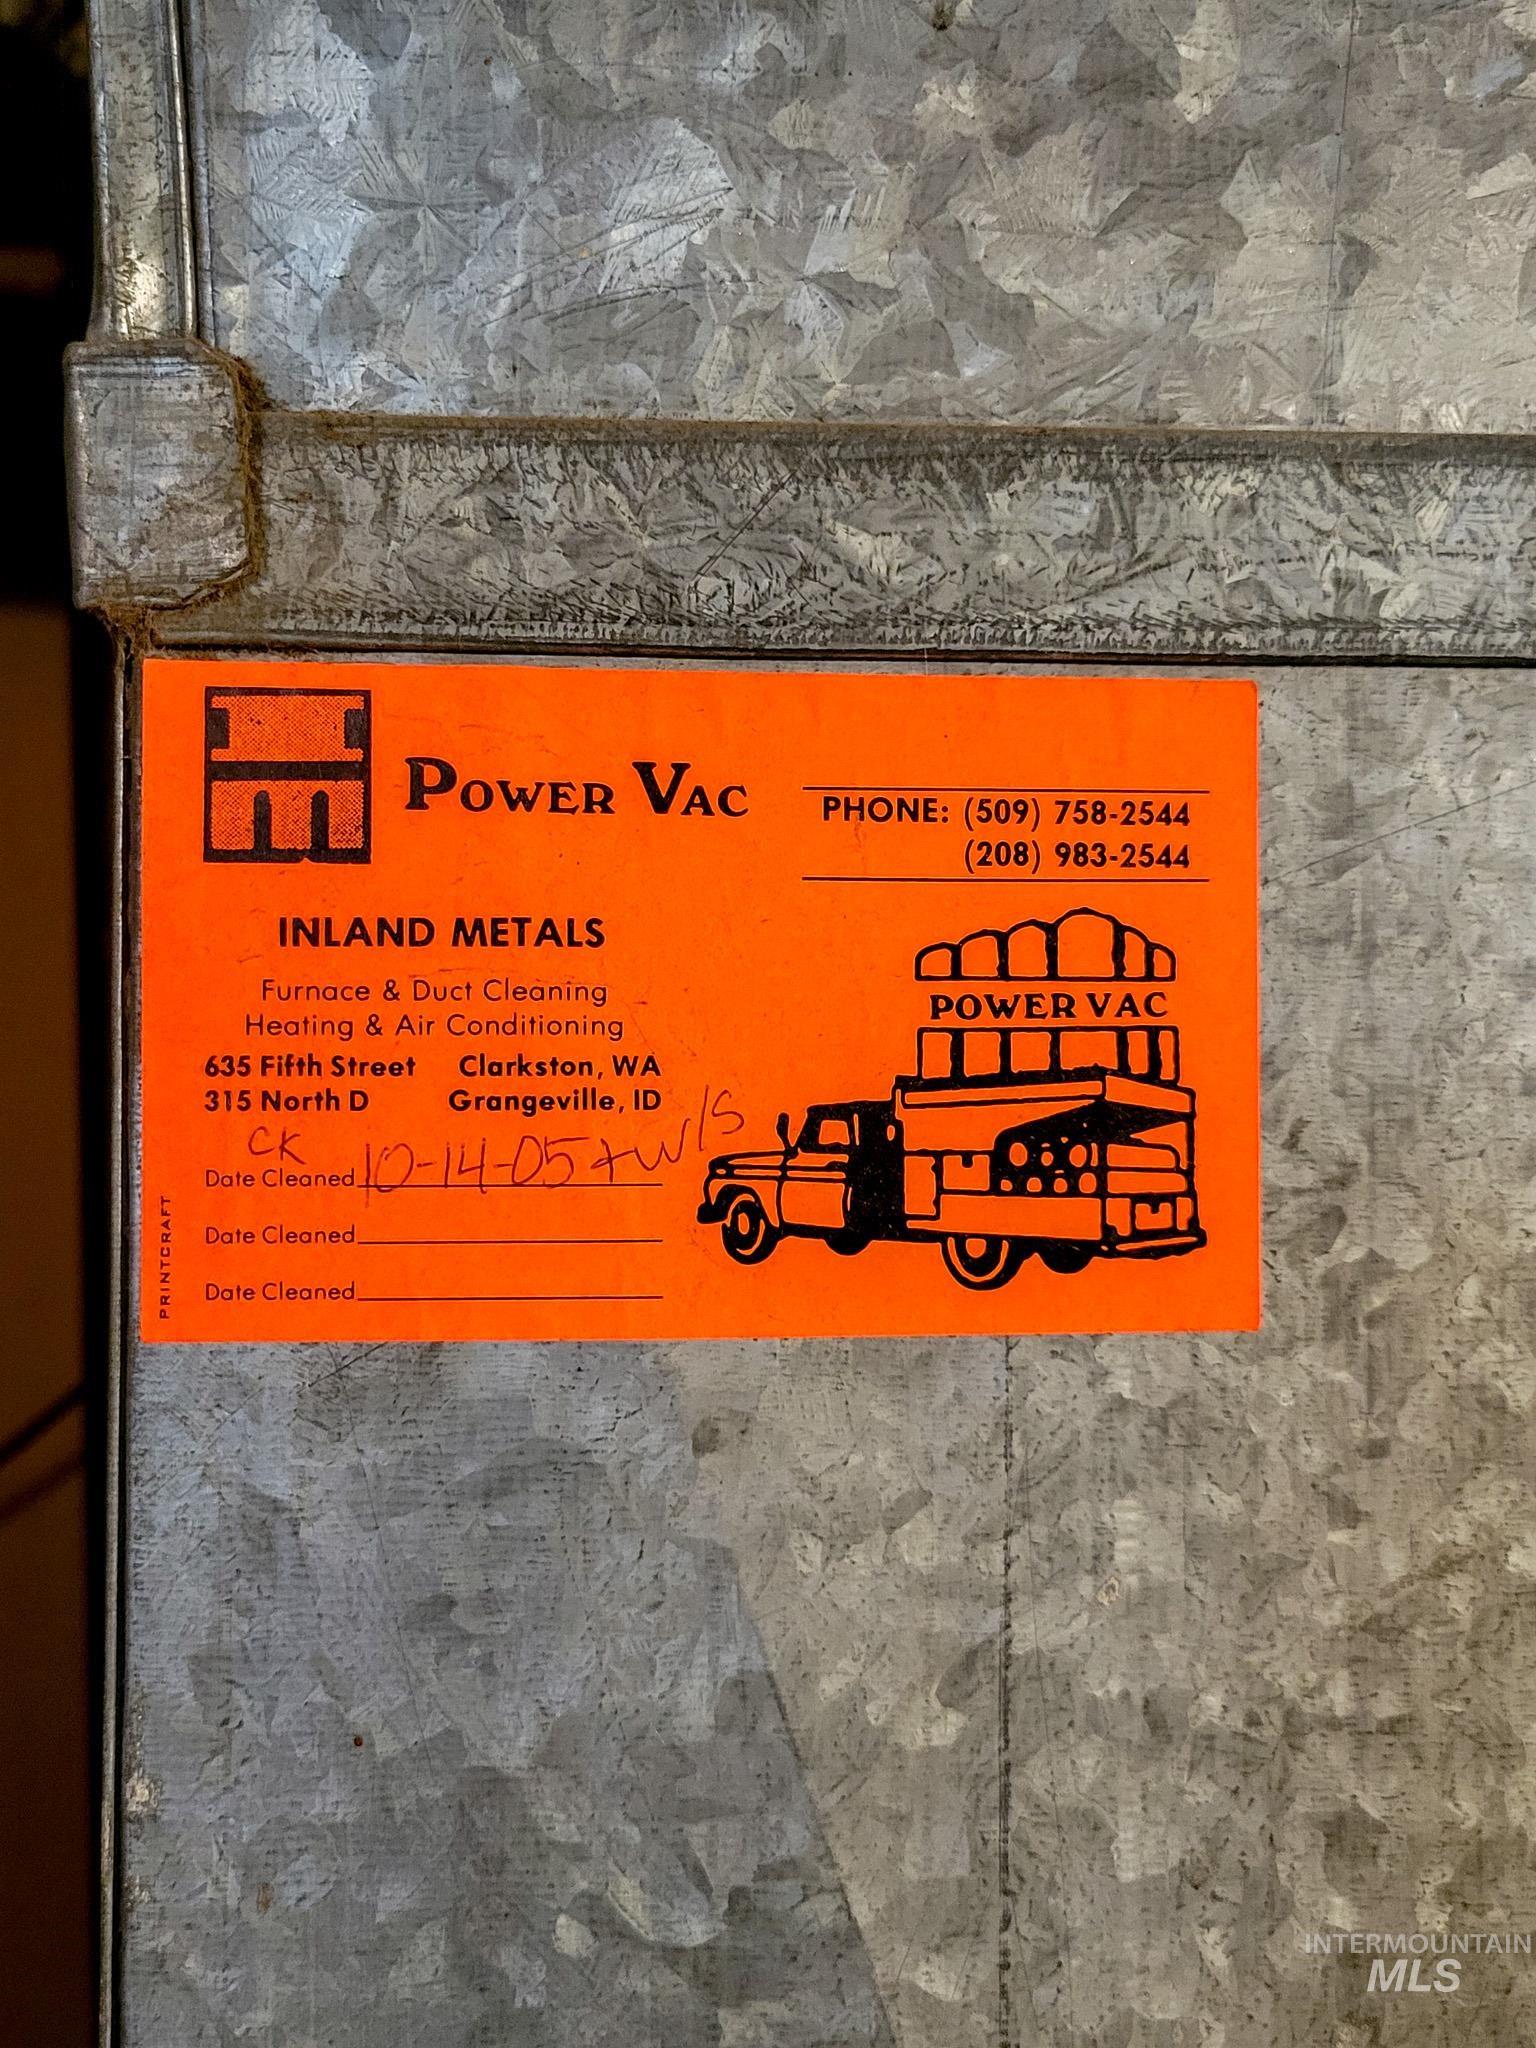 POWER VAC
PHONE: (509) 758-2544
(208) 983-2544
INLAND METALS
Furnace & Duct Cleaning
Heating & Air Conditioning
635 Fifth Street Clarkston, WA
315 North D Grangeville, ID
CK
Date Cleaned 10-14-05 + W/S
Date Cleaned
Date Cleaned
PRINTCRAFT
POWER VAC
INTERMOUNTAIN
MLS